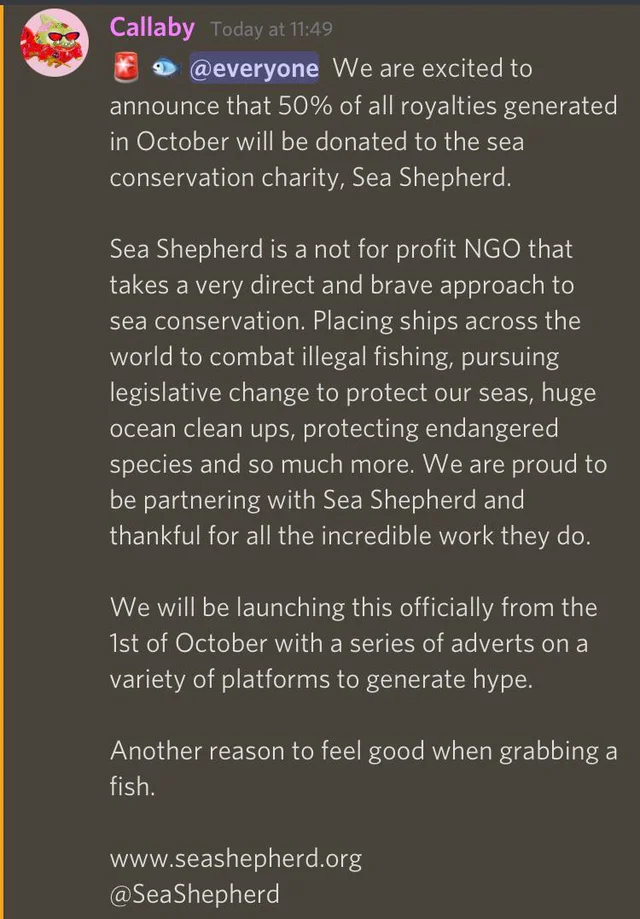 Callaby Today at 11:49
@everyone We are excited to
announce that 50% of all royalties generated
in October will be donated to the sea
conservation charity, Sea Shepherd.
Sea Shepherd is a not for profit NGO that
takes a very direct and brave approach to
sea conservation. Placing ships across the
world to combat illegal fishing, pursuing
legislative change to protect our seas, huge
ocean clean ups, protecting endangered
species and so much more. We are proud to
be partnering with Sea Shepherd and
thankful for all the incredible work they do.
We will be launching this officially from the
1st of October with a series of adverts on a
variety of platforms to generate hype.
Another reason to feel good when grabbing a
fish.
www.seashepherd.org
@SeaShepherd